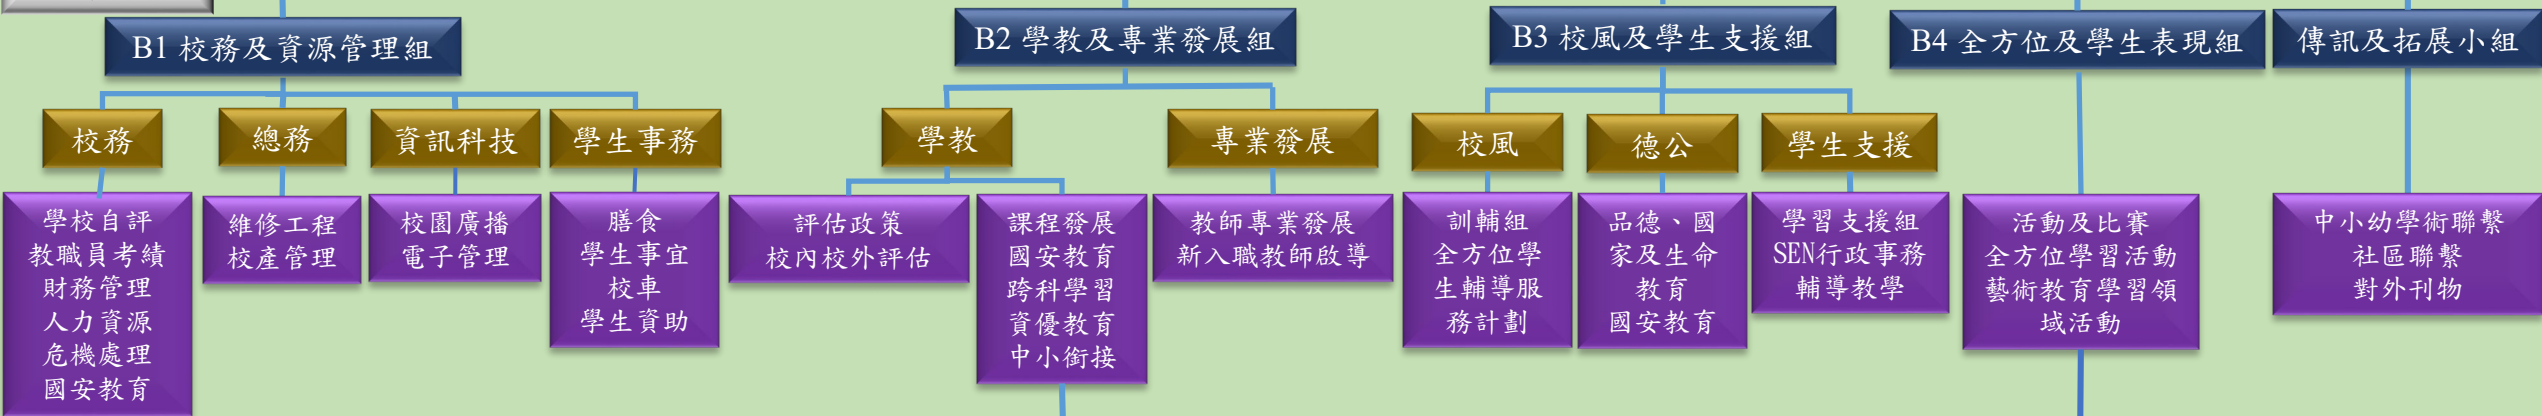 B1 校務及資源管理組
B2 學教及專業發展組
B3 校風及學生支援組
B4 全方位及學生表現組
傳訊及拓展小組
校務
總務
資訊科技
學生事務
學教
專業發展
校風
德公
學生支援
學校自評
教職員考績
財務管理
人力資源
危機處理
國安教育
維修工程
校產管理
校園廣播
電子管理
膳食
學生事宜
校車
學生資助
評估政策
校內校外評估
課程發展
國安教育
跨科學習
資優教育
中小銜接
教師專業發展
新入職教師啟導
訓輔組
全方位學
生輔導服
務計劃
品德、國
家及生命
教育
國安教育
學習支援組
SEN行政事務
輔導教學
活動及比賽
全方位學習活動
藝術教育學習領
域活動
中小幼學術聯繫
社區聯繫
對外刊物